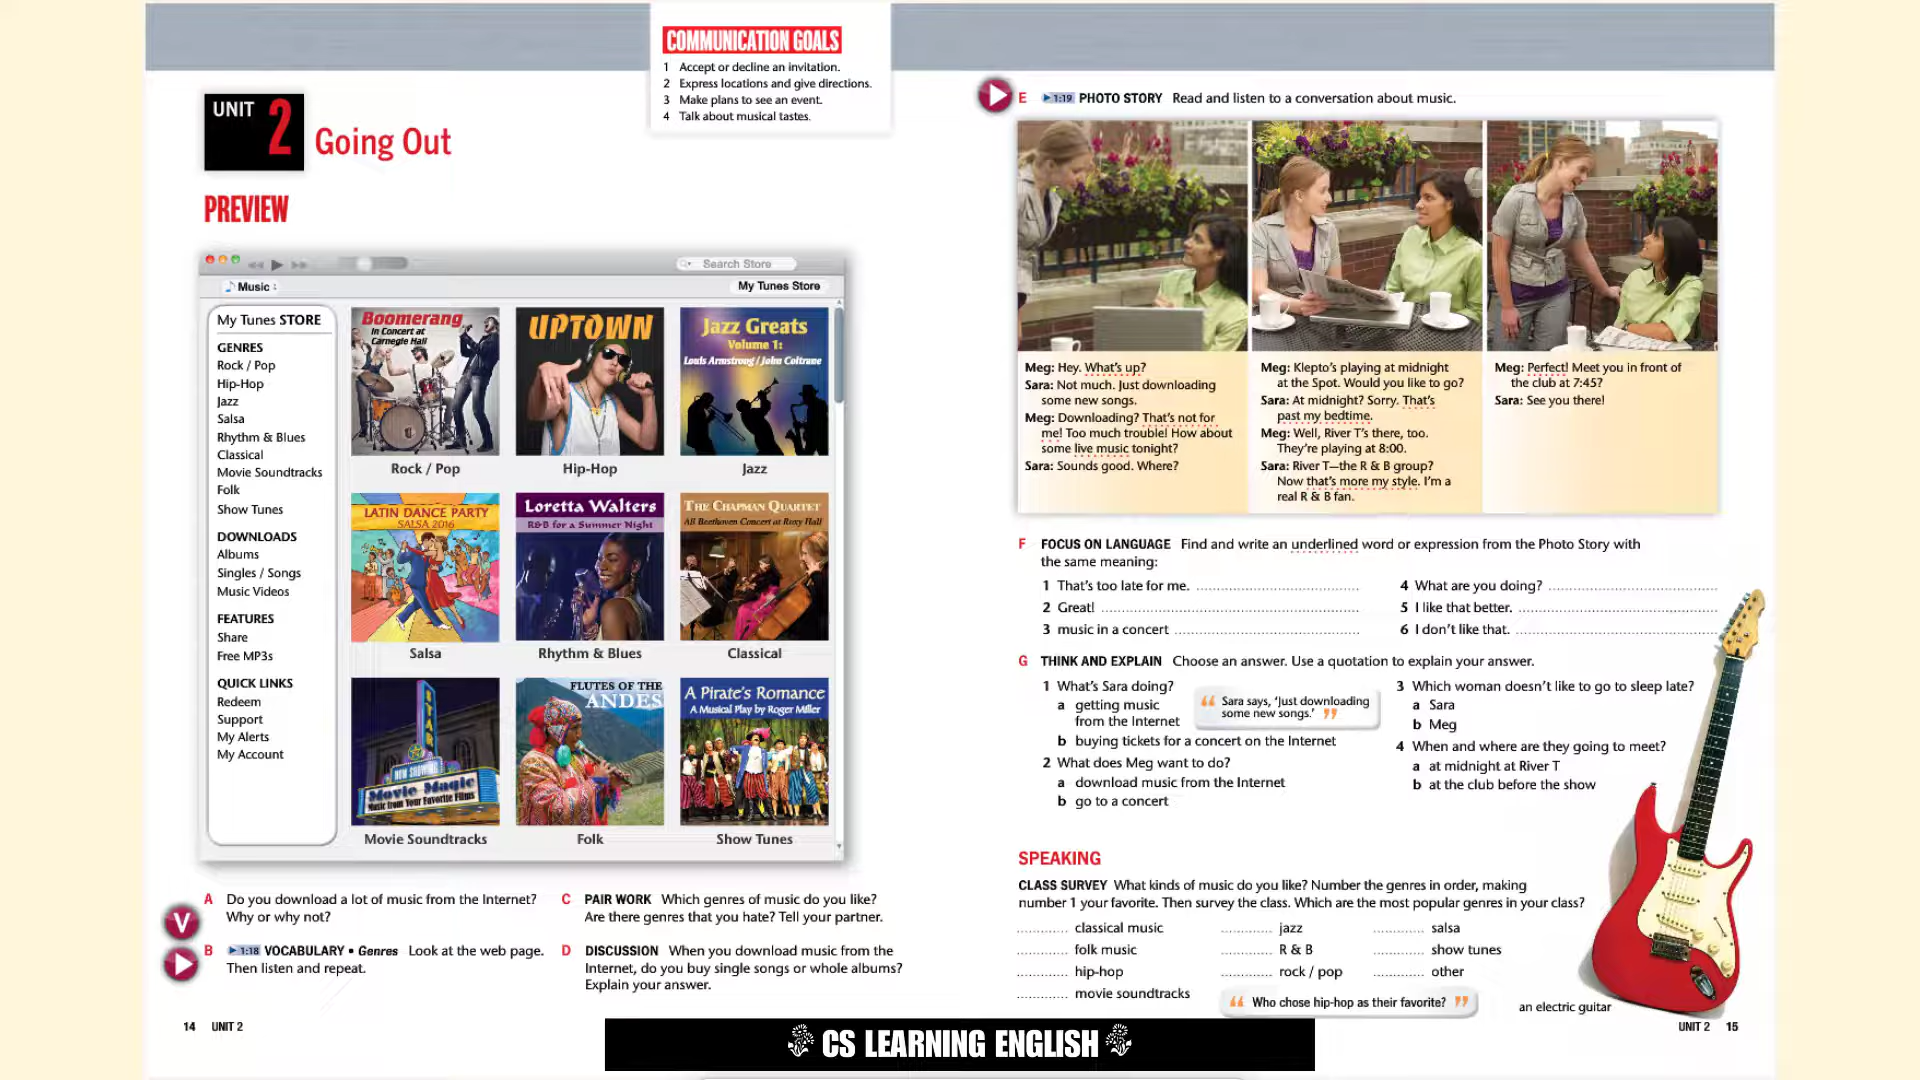 COMMUNICATION GOALS
1 Accept or decline an invitation.
2 Express locations and give directions.
3 Make plans to see an event.
4 Talk about musical tastes.
UNIT 2 Going Out
PREVIEW
Search Store
Music
My Tunes Store
My Tunes STORE
GENRES
Rock / Pop
Hip-Hop
Jazz
Salsa
Rhythm & Blues
Classical
Movie Soundtracks
Folk
Show Tunes
DOWNLOADS
Albums
Singles / Songs
Music Videos
FEATURES
Share
Free MP3s
QUICK LINKS
Redeem
Support
My Alerts
My Account
Boomerang
In Concert at
Carnegie Hall
Rock / Pop
UPTOWN
Hip-Hop
Jazz Greats
Volume 1:
Louis Armstrong / John Coltrane
Jazz
LATIN DANCE PARTY
SALSA 2016
Salsa
Loretta Walters
R&B for a Summer Night
Rhythm & Blues
THE CHAPMAN QUARTET
All Beethoven Concert at Roxy Hall
Classical
STAR
NOW SHOWING
Movie Magic
Music from Your Favorite Films
Movie Soundtracks
FLUTES OF THE
ANDES
Folk
A Pirate's Romance
A Musical Play by Roger Miller
Show Tunes
A Do you download a lot of music from the Internet?
Why or why not?
V
B 1:18 VOCABULARY • Genres Look at the web page.
Then listen and repeat.
C PAIR WORK Which genres of music do you like?
Are there genres that you hate? Tell your partner.
D DISCUSSION When you download music from the
Internet, do you buy single songs or whole albums?
Explain your answer.
14 UNIT 2
E 1:19 PHOTO STORY Read and listen to a conversation about music.
Meg: Hey. What's up?
Sara: Not much. Just downloading
some new songs.
Meg: Downloading? That's not for
me! Too much trouble! How about
some live music tonight?
Sara: Sounds good. Where?
Meg: Klepto's playing at midnight
at the Spot. Would you like to go?
Sara: At midnight? Sorry. That's
past my bedtime.
Meg: Well, River T's there, too.
They're playing at 8:00.
Sara: River T—the R & B group?
Now that's more my style. I'm a
real R & B fan.
Meg: Perfect! Meet you in front of
the club at 7:45?
Sara: See you there!
F FOCUS ON LANGUAGE Find and write an underlined word or expression from the Photo Story with
the same meaning:
1 That's too late for me.
2 Great!
3 music in a concert
4 What are you doing?
5 I like that better.
6 I don't like that.
G THINK AND EXPLAIN Choose an answer. Use a quotation to explain your answer.
1 What's Sara doing?
a getting music
from the Internet
“ Sara says, ‘Just downloading
some new songs.’ ”
b buying tickets for a concert on the Internet
2 What does Meg want to do?
a download music from the Internet
b go to a concert
3 Which woman doesn't like to go to sleep late?
a Sara
b Meg
4 When and where are they going to meet?
a at midnight at River T
b at the club before the show
SPEAKING
CLASS SURVEY What kinds of music do you like? Number the genres in order, making
number 1 your favorite. Then survey the class. Which are the most popular genres in your class?
classical music
folk music
hip-hop
movie soundtracks
jazz
R & B
rock / pop
salsa
show tunes
other
“ Who chose hip-hop as their favorite? ”
an electric guitar
UNIT 2 15
CS LEARNING ENGLISH